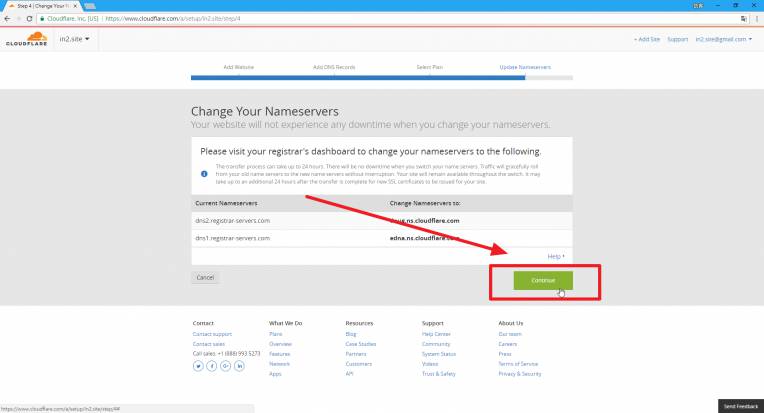 Step 4 | Change Your N
Cloudflare, Inc. [US]
https://www.cloudflare.com/a/setup/in2.site/step/4
CLOUDFLARE
in2.site
+ Add Site
Support
in2.site@gmail.com
Add Website
Add DNS Records
Select Plan
Update Nameservers
Change Your Nameservers
Your website will not experience any downtime when you change your nameservers.
Please visit your registrar's dashboard to change your nameservers to the following.
The transfer process can take up to 24 hours. There will be no downtime when you switch your name servers. Traffic will gracefully roll
from your old name servers to the new name servers without interruption. Your site will remain available throughout the switch. It may
take up to an additional 24 hours after the transfer is complete for new SSL certificates to be issued for your site.
Current Nameservers
Change Nameservers to:
dns2.registrar-servers.com
.ns.cloudflare.com
dns1.registrar-servers.com
edna.ns.cloudflare.com
Help
Cancel
Continue
Contact
What We Do
Resources
Support
About Us
Contact support
Plans
Blog
Help Center
Our team
Contact sales
Overview
Case Studies
Community
Careers
Call sales: +1 (888) 993 5273
Features
Partners
System Status
Press
Network
Customers
Videos
Terms of Service
Apps
API
Trust & Safety
Privacy & Security
https://www.cloudflare.com/a/setup/in2.site/step/4#
Send Feedback